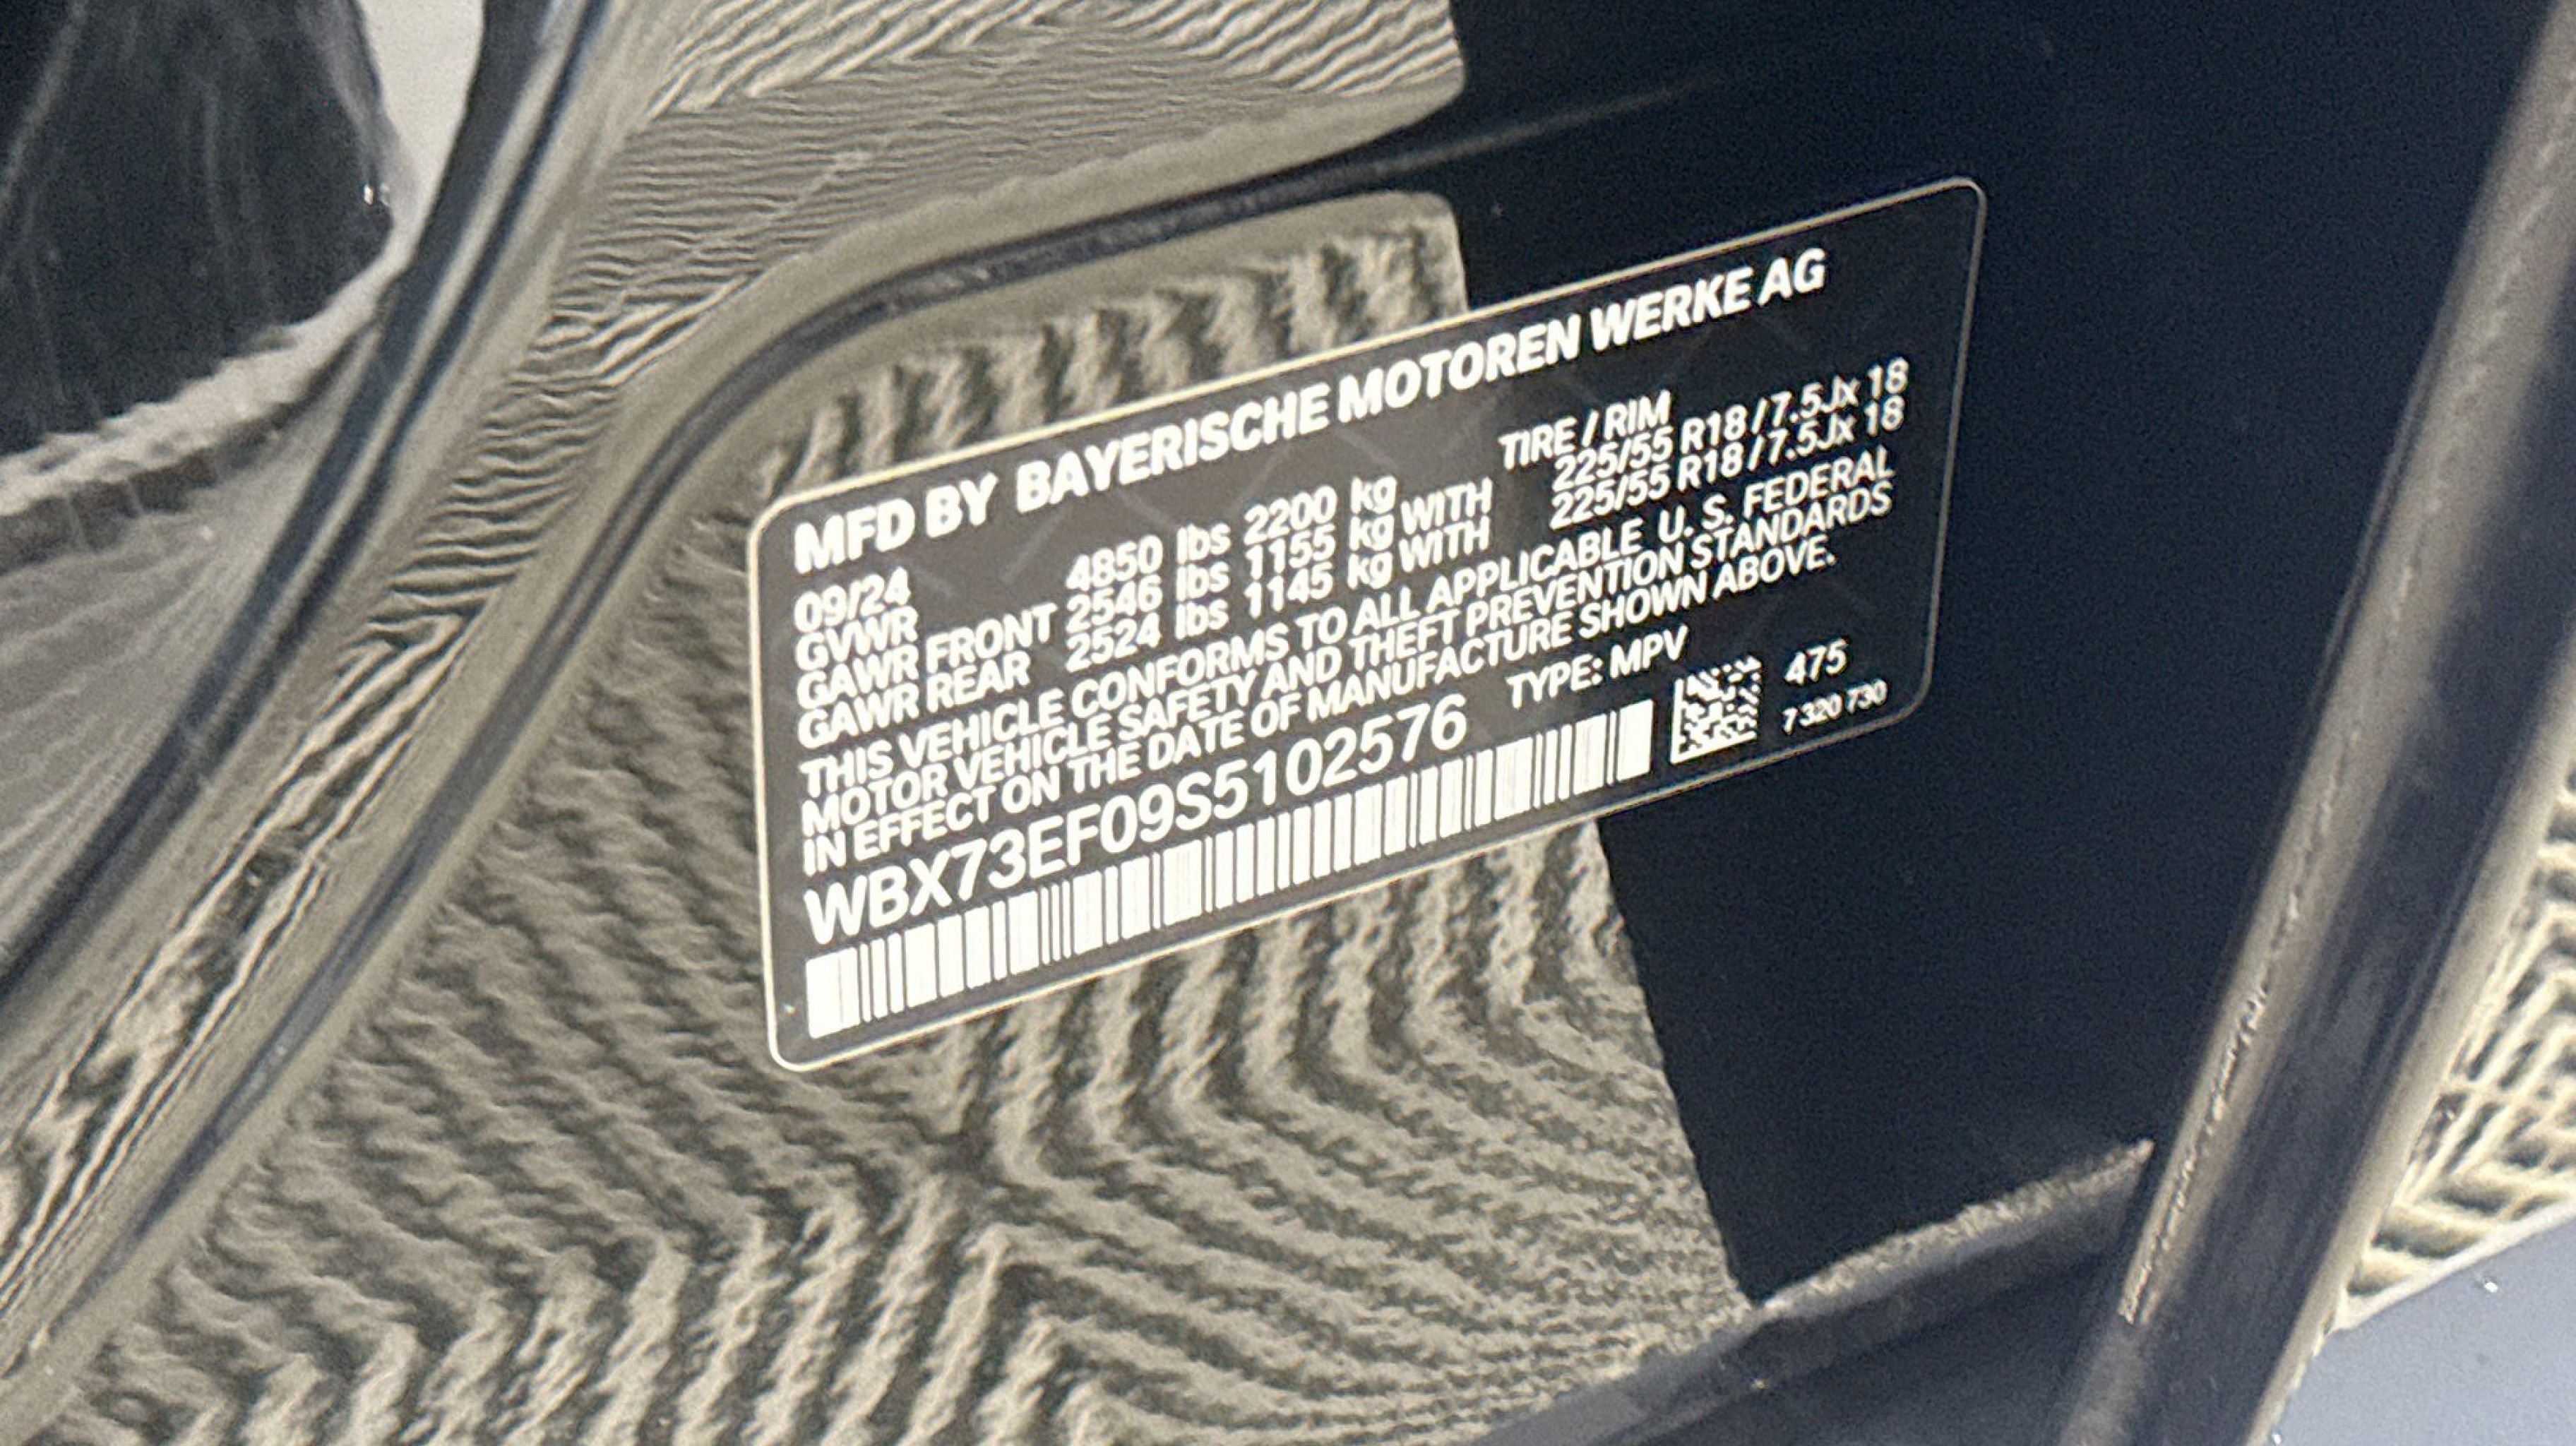 MFD BY BAYERISCHE MOTOREN WERKE AG
09/24
GVWR 4850 lbs 2200 kg TIRE / RIM
GAWR FRONT 2546 lbs 1155 kg WITH 225/55 R18 / 7.5Jx 18
GAWR REAR 2524 lbs 1145 kg WITH 225/55 R18 / 7.5Jx 18
THIS VEHICLE CONFORMS TO ALL APPLICABLE U. S. FEDERAL
MOTOR VEHICLE SAFETY AND THEFT PREVENTION STANDARDS
IN EFFECT ON THE DATE OF MANUFACTURE SHOWN ABOVE.
WBX73EF09S5102576 TYPE: MPV
475
7 320 730